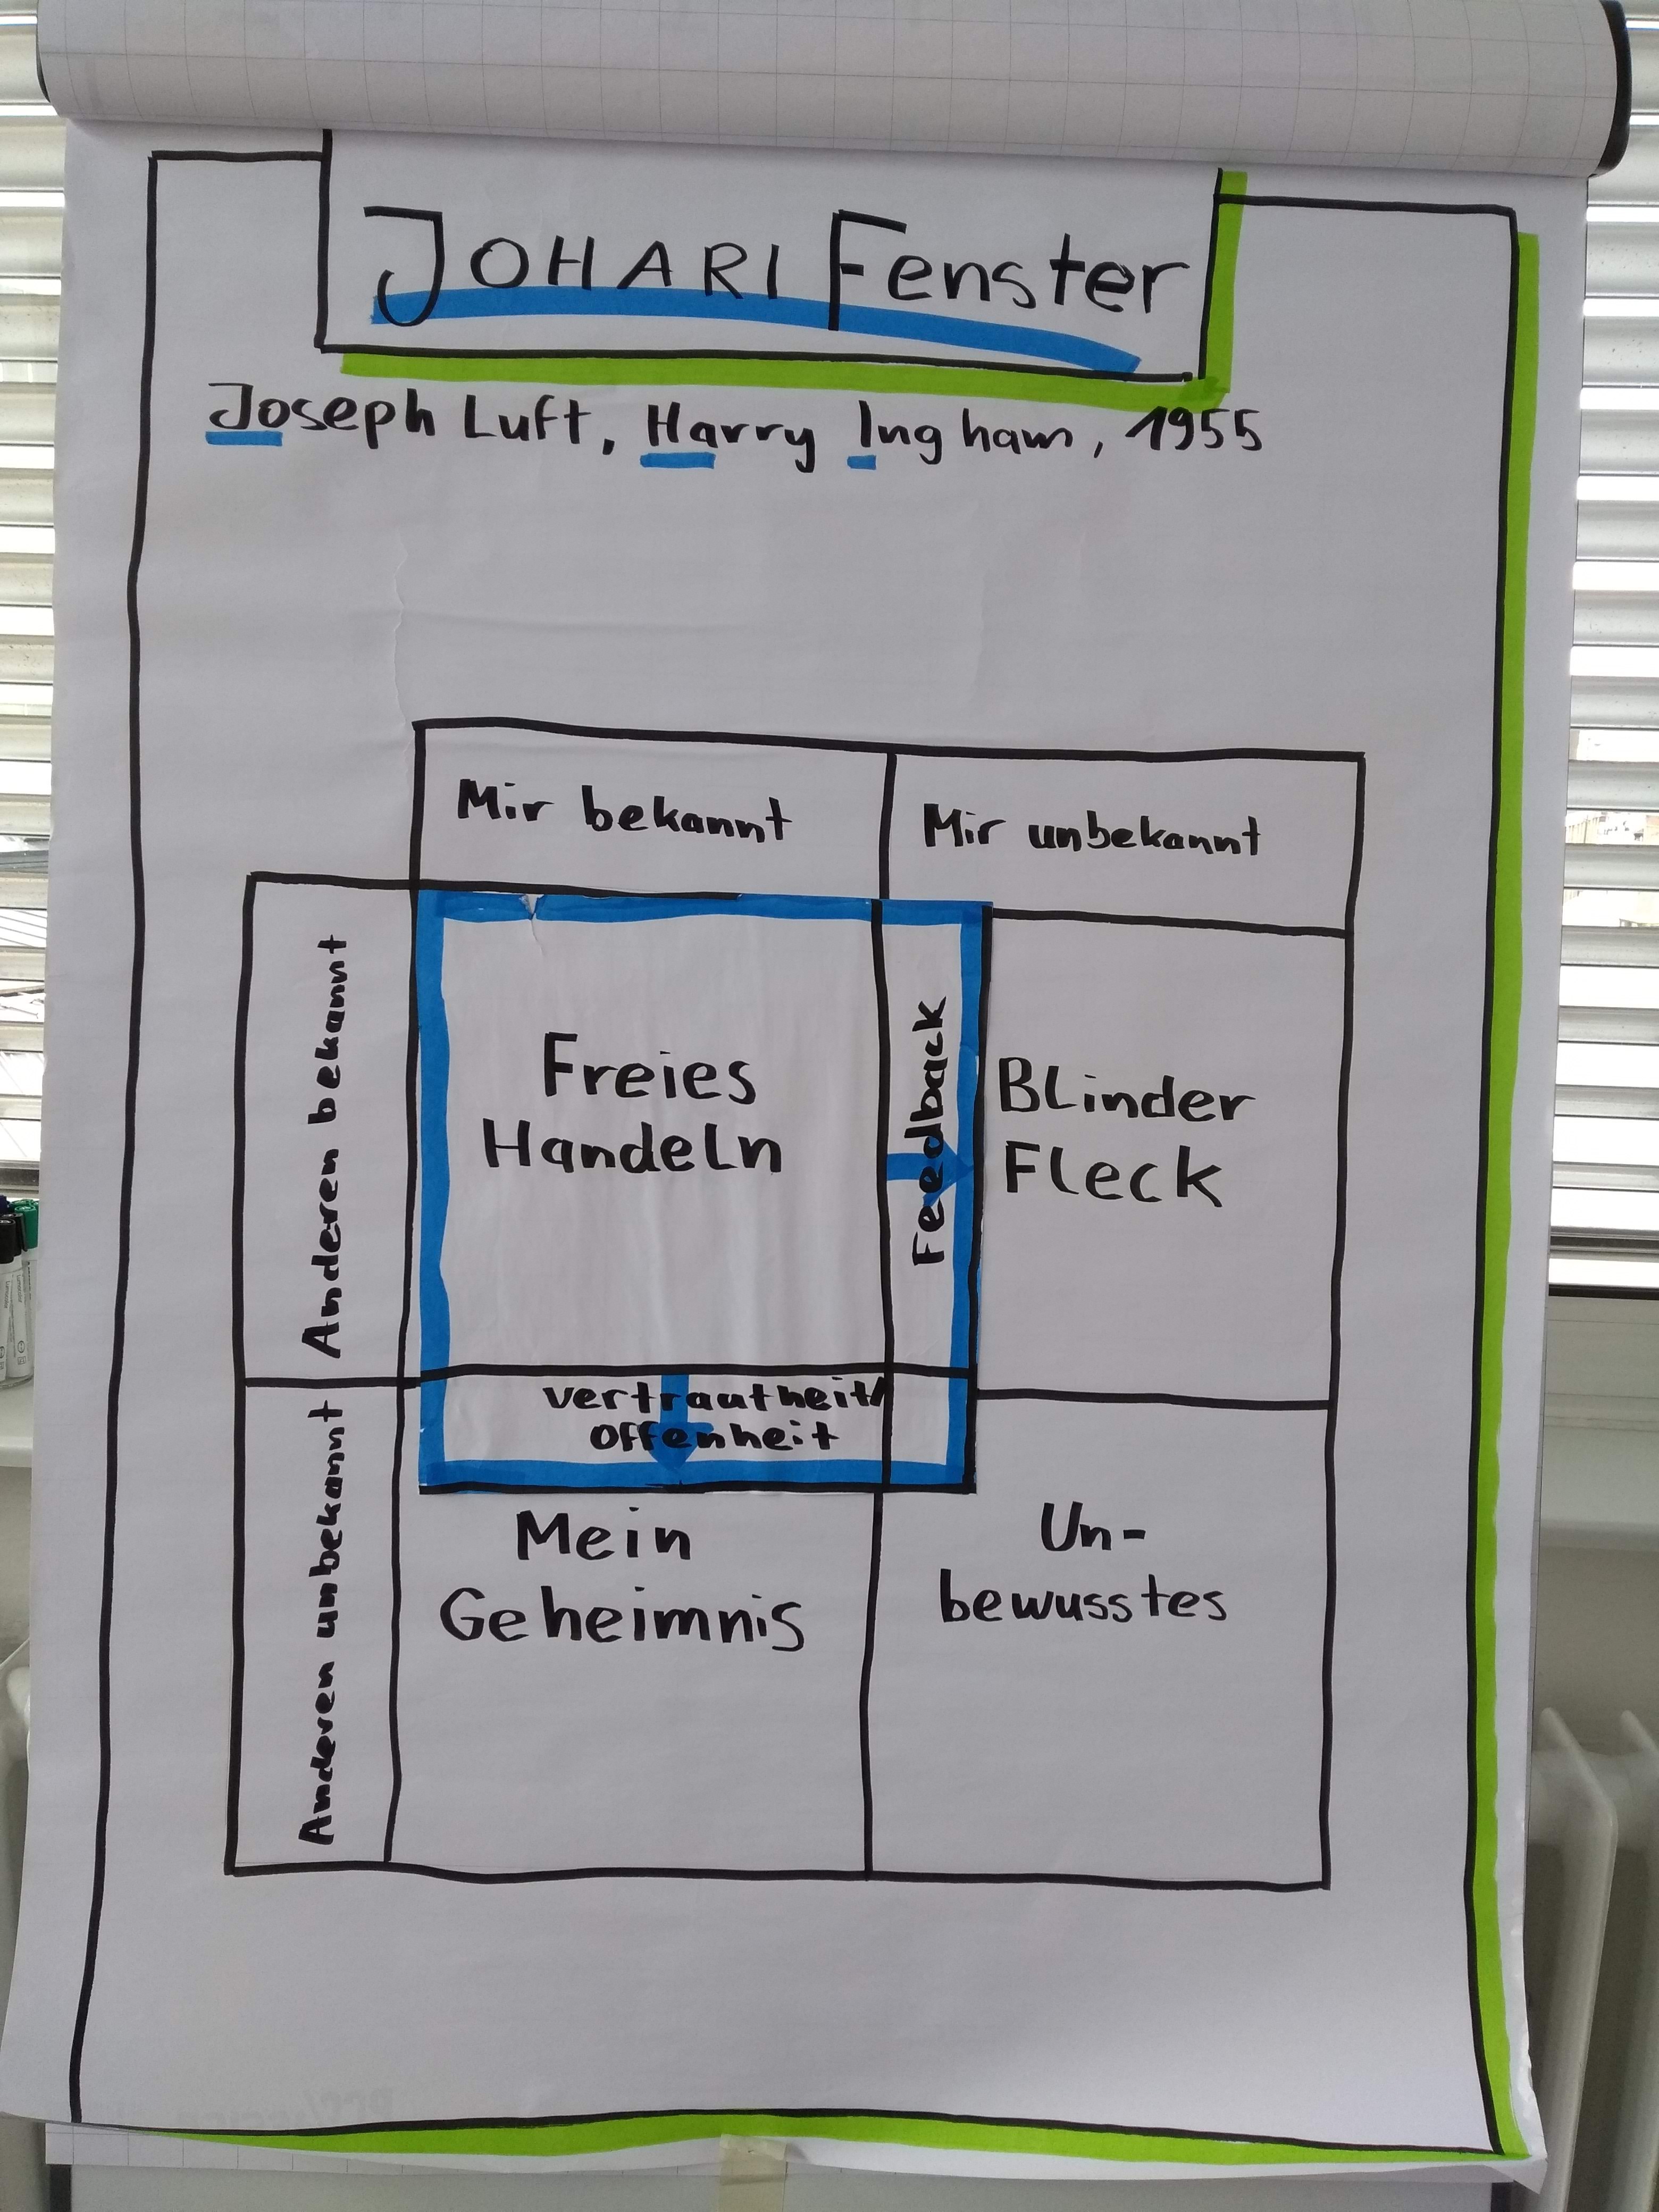 JOHARI Fenster
Joseph Luft, Harry Ingham, 1955
Mir bekannt
Mir unbekannt
Anderen bekannt
Freies
Handeln
Feedback
Blinder
Fleck
Vertrautheit/
Offenheit
Anderen unbekannt
Mein
Geheimnis
Un-
bewusstes